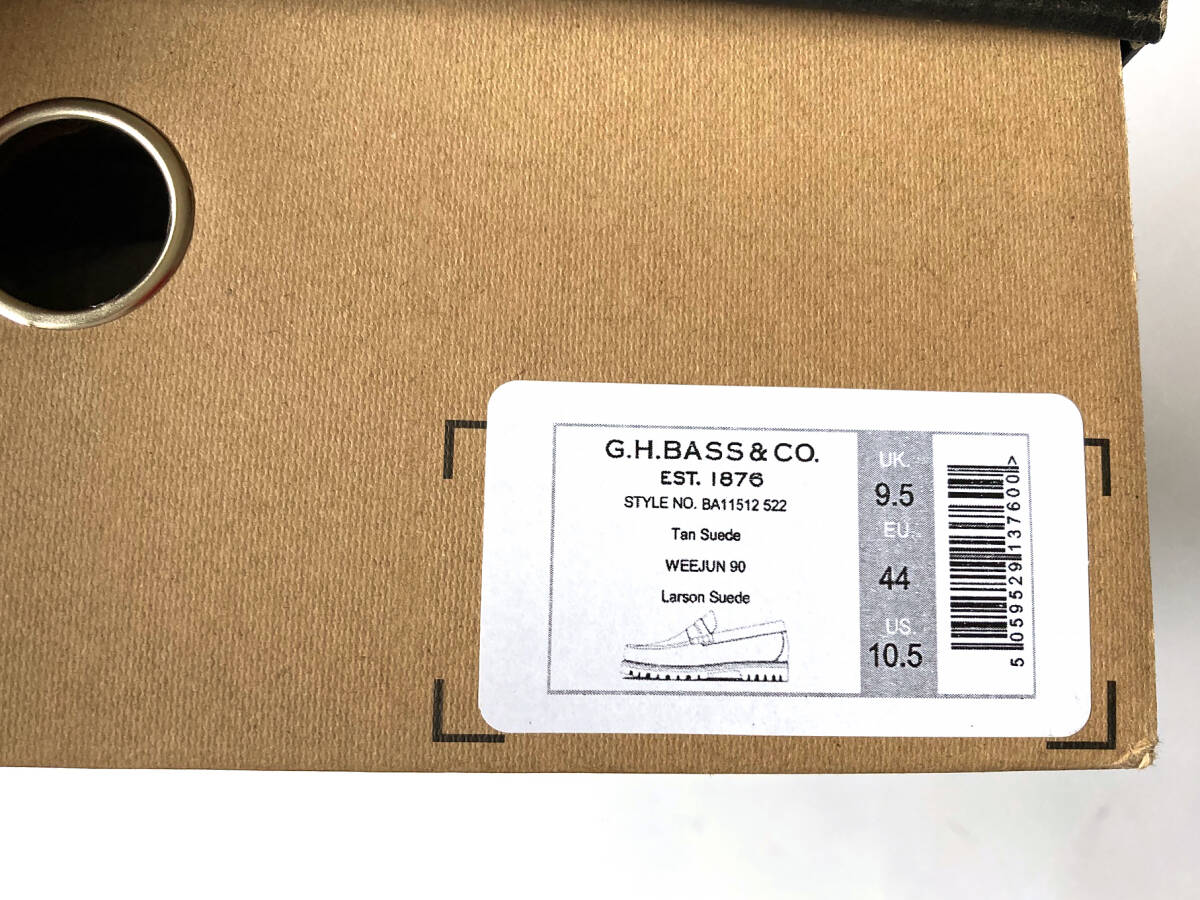 G.H.BASS & CO.
EST. 1876
STYLE NO. BA11512 522
Tan Suede
WEEJUN 90
Larson Suede
UK.
9.5
EU.
44
US.
10.5
5 059529 137600 >